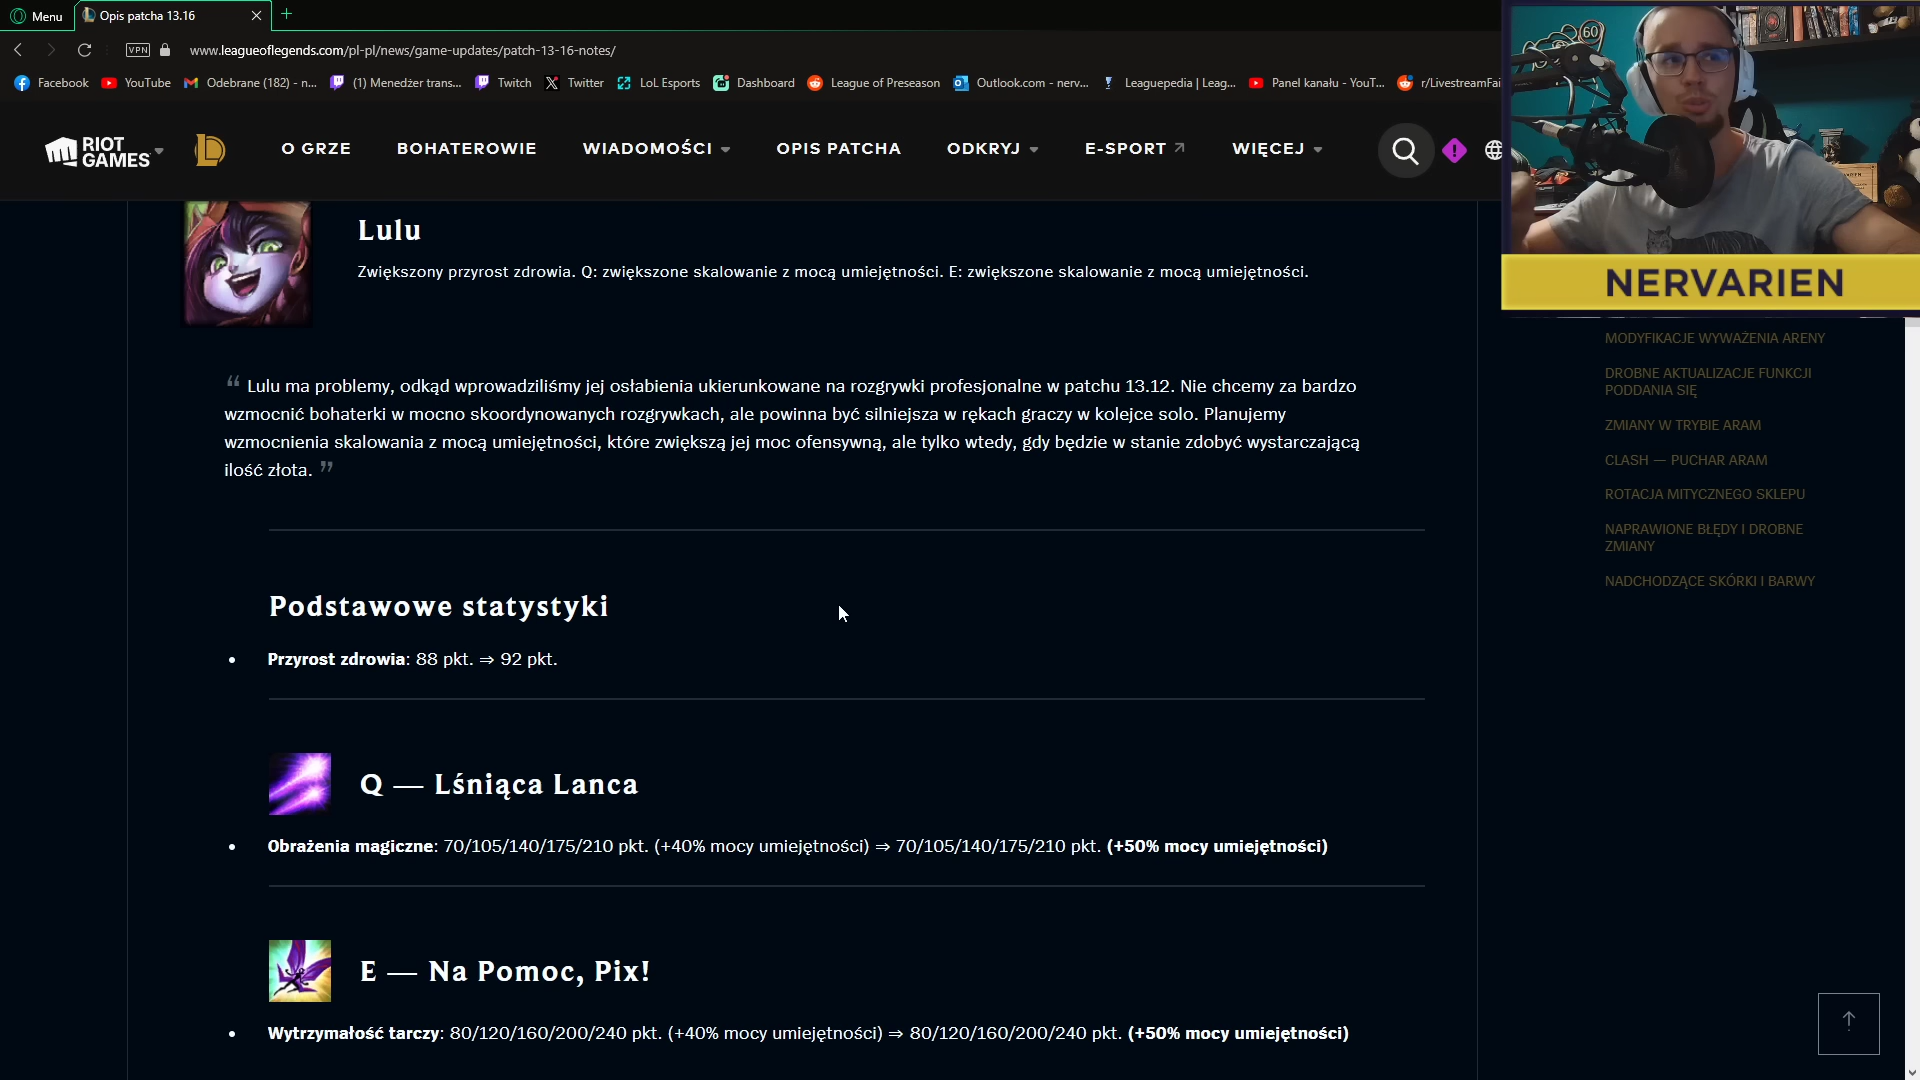 Menu
Opis patcha 13.16
VPN
www.leagueoflegends.com/pl-pl/news/game-updates/patch-13-16-notes/
Facebook
YouTube
Odebrane (182) - n...
(1) Menedżer trans...
Twitch
Twitter
LoL Esports
Dashboard
League of Preseason
Outlook.com - nerv...
Leaguepedia | Leag...
Panel kanału - YouT...
r/LivestreamFai
RIOT
GAMES
O GRZE
BOHATEROWIE
WIADOMOŚCI
OPIS PATCHA
ODKRYJ
E-SPORT
WIĘCEJ
60
NERVARIEN
Lulu
Zwiększony przyrost zdrowia. Q: zwiększone skalowanie z mocą umiejętności. E: zwiększone skalowanie z mocą umiejętności.
“ Lulu ma problemy, odkąd wprowadziliśmy jej osłabienia ukierunkowane na rozgrywki profesjonalne w patchu 13.12. Nie chcemy za bardzo
wzmocnić bohaterki w mocno skoordynowanych rozgrywkach, ale powinna być silniejsza w rękach graczy w kolejce solo. Planujemy
wzmocnienia skalowania z mocą umiejętności, które zwiększą jej moc ofensywną, ale tylko wtedy, gdy będzie w stanie zdobyć wystarczającą
ilość złota. ”
Podstawowe statystyki
• Przyrost zdrowia: 88 pkt. ⇒ 92 pkt.
Q — Lśniąca Lanca
• Obrażenia magiczne: 70/105/140/175/210 pkt. (+40% mocy umiejętności) ⇒ 70/105/140/175/210 pkt. (+50% mocy umiejętności)
E — Na Pomoc, Pix!
• Wytrzymałość tarczy: 80/120/160/200/240 pkt. (+40% mocy umiejętności) ⇒ 80/120/160/200/240 pkt. (+50% mocy umiejętności)
MODYFIKACJE WYWAŻENIA ARENY
DROBNE AKTUALIZACJE FUNKCJI
PODDANIA SIĘ
ZMIANY W TRYBIE ARAM
CLASH — PUCHAR ARAM
ROTACJA MITYCZNEGO SKLEPU
NAPRAWIONE BŁĘDY I DROBNE
ZMIANY
NADCHODZĄCE SKÓRKI I BARWY